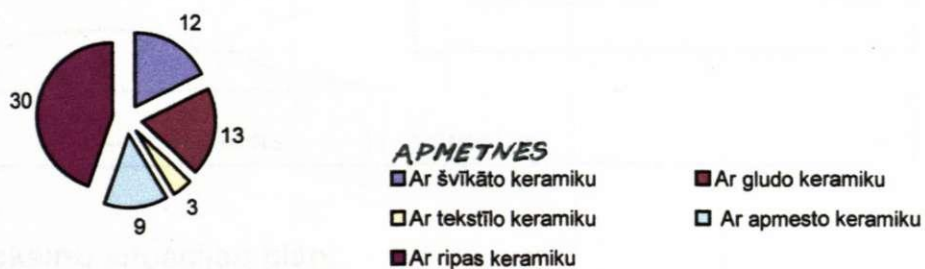 12
30
13
3
9
APMETNES
Ar švīkāto keramiku
Ar gludo keramiku
Ar tekstīlo keramiku
Ar apmesto keramiku
Ar ripas keramiku